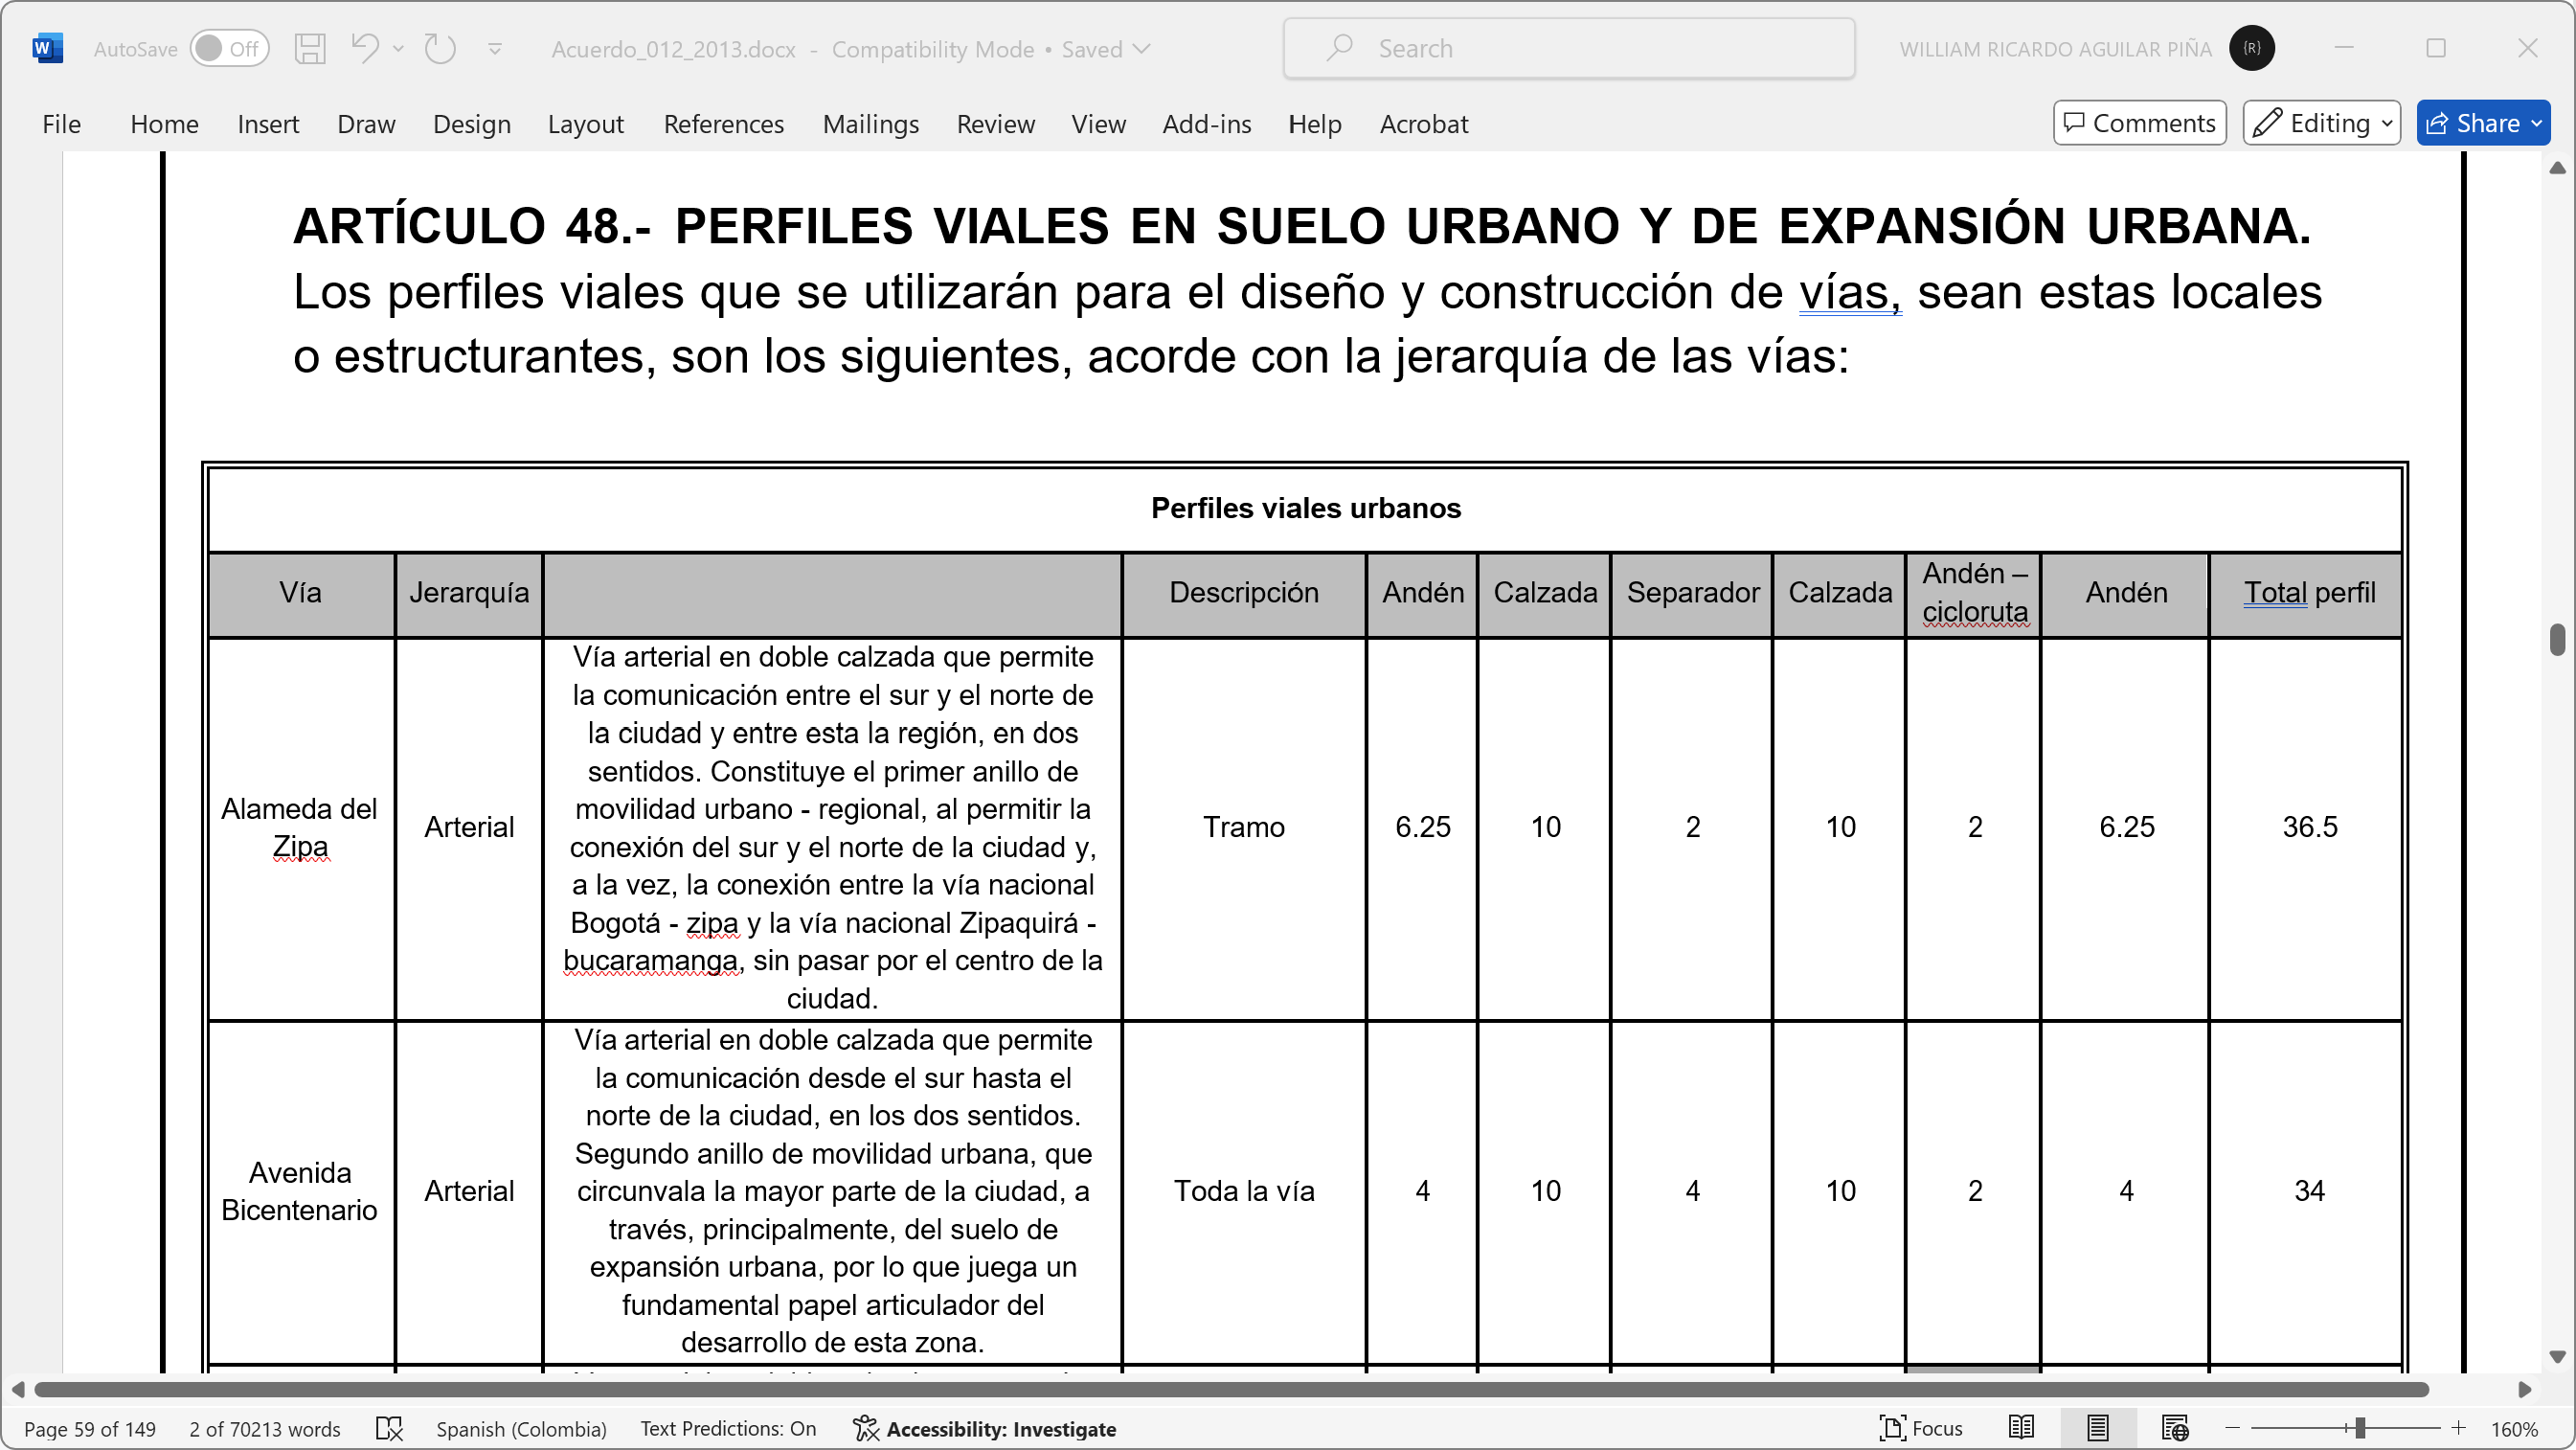 AutoSave Off Acuerdo_012_2013.docx - Compatibility Mode • Saved Search WILLIAM RICARDO AGUILAR PIÑA {R}
File Home Insert Draw Design Layout References Mailings Review View Add-ins Help Acrobat Comments Editing Share
ARTÍCULO 48.- PERFILES VIALES EN SUELO URBANO Y DE EXPANSIÓN URBANA.
Los perfiles viales que se utilizarán para el diseño y construcción de vías, sean estas locales
o estructurantes, son los siguientes, acorde con la jerarquía de las vías:
Perfiles viales urbanos
Vía Jerarquía Descripción Andén Calzada Separador Calzada Andén –
cicloruta Andén Total perfil
Alameda del
Zipa
Arterial
Vía arterial en doble calzada que permite
la comunicación entre el sur y el norte de
la ciudad y entre esta la región, en dos
sentidos. Constituye el primer anillo de
movilidad urbano - regional, al permitir la
conexión del sur y el norte de la ciudad y,
a la vez, la conexión entre la vía nacional
Bogotá - zipa y la vía nacional Zipaquirá -
bucaramanga, sin pasar por el centro de la
ciudad.
Tramo 6.25 10 2 10 2 6.25 36.5
Avenida
Bicentenario
Arterial
Vía arterial en doble calzada que permite
la comunicación desde el sur hasta el
norte de la ciudad, en los dos sentidos.
Segundo anillo de movilidad urbana, que
circunvala la mayor parte de la ciudad, a
través, principalmente, del suelo de
expansión urbana, por lo que juega un
fundamental papel articulador del
desarrollo de esta zona.
Toda la vía 4 10 4 10 2 4 34
Page 59 of 149 2 of 70213 words Spanish (Colombia) Text Predictions: On Accessibility: Investigate Focus 160%